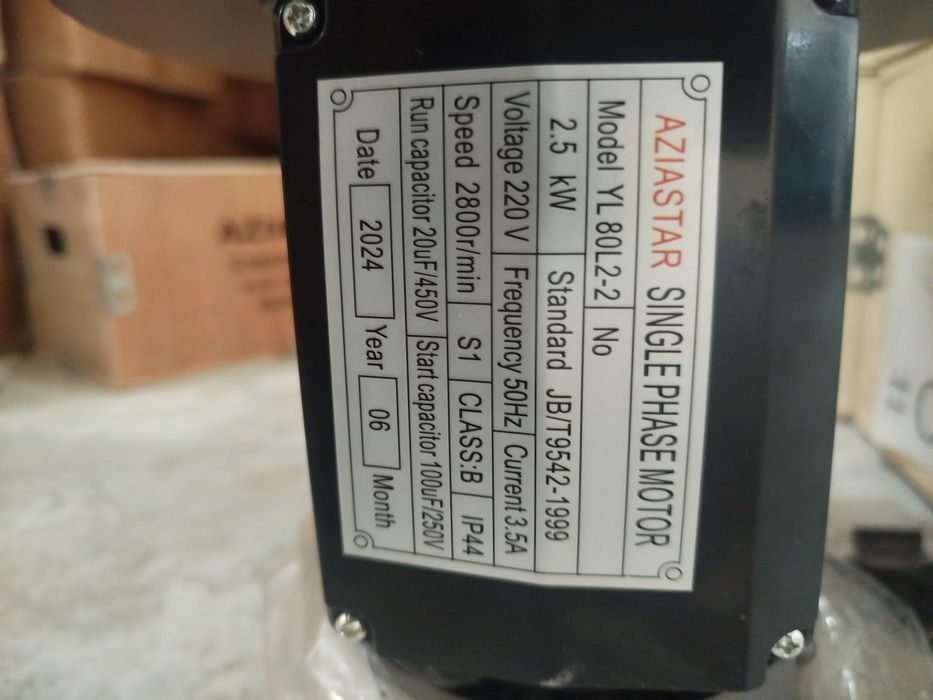 AZIASTAR SINGLE PHASE MOTOR
Model YL 80L2-2 No
2.5 kW Standard JB/T9542-1999
Voltage 220 V Frequency 50Hz Current 3.5A
Speed 2800r/min S1 CLASS:B IP44
Run capacitor 20uF/450V Start capacitor 100uF/250V
Date 2024 Year 06 Month